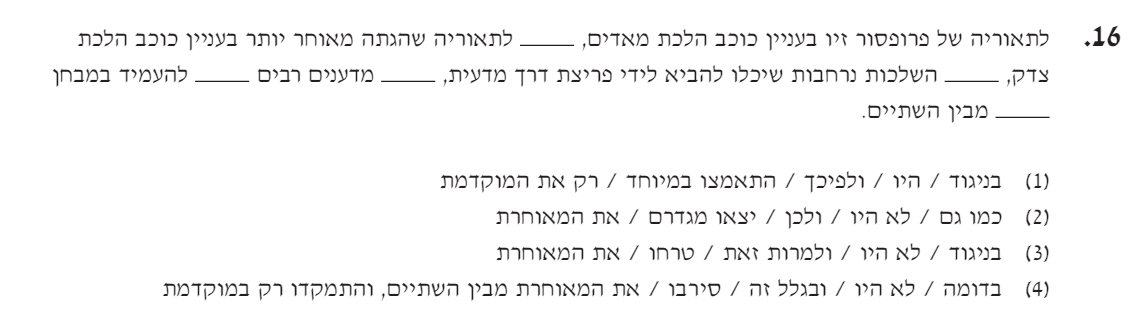 16. לתאוריה של פרופסור זיו בעניין כוכב הלכת מאדים, _____ לתאוריה שהגתה מאוחר יותר בעניין כוכב הלכת
צדק, _____ השלכות נרחבות שיכלו להביא לידי פריצת דרך מדעית, _____ מדענים רבים _____ להעמיד במבחן
_____ מבין השתיים.
(1) בניגוד / היו / ולפיכך / התאמצו במיוחד / רק את המוקדמת
(2) כמו גם / לא היו / ולכן / יצאו מגדרם / את המאוחרת
(3) בניגוד / לא היו / ולמרות זאת / טרחו / את המאוחרת
(4) בדומה / לא היו / ובגלל זה / סירבו / את המאוחרת מבין השתיים, והתמקדו רק במוקדמת